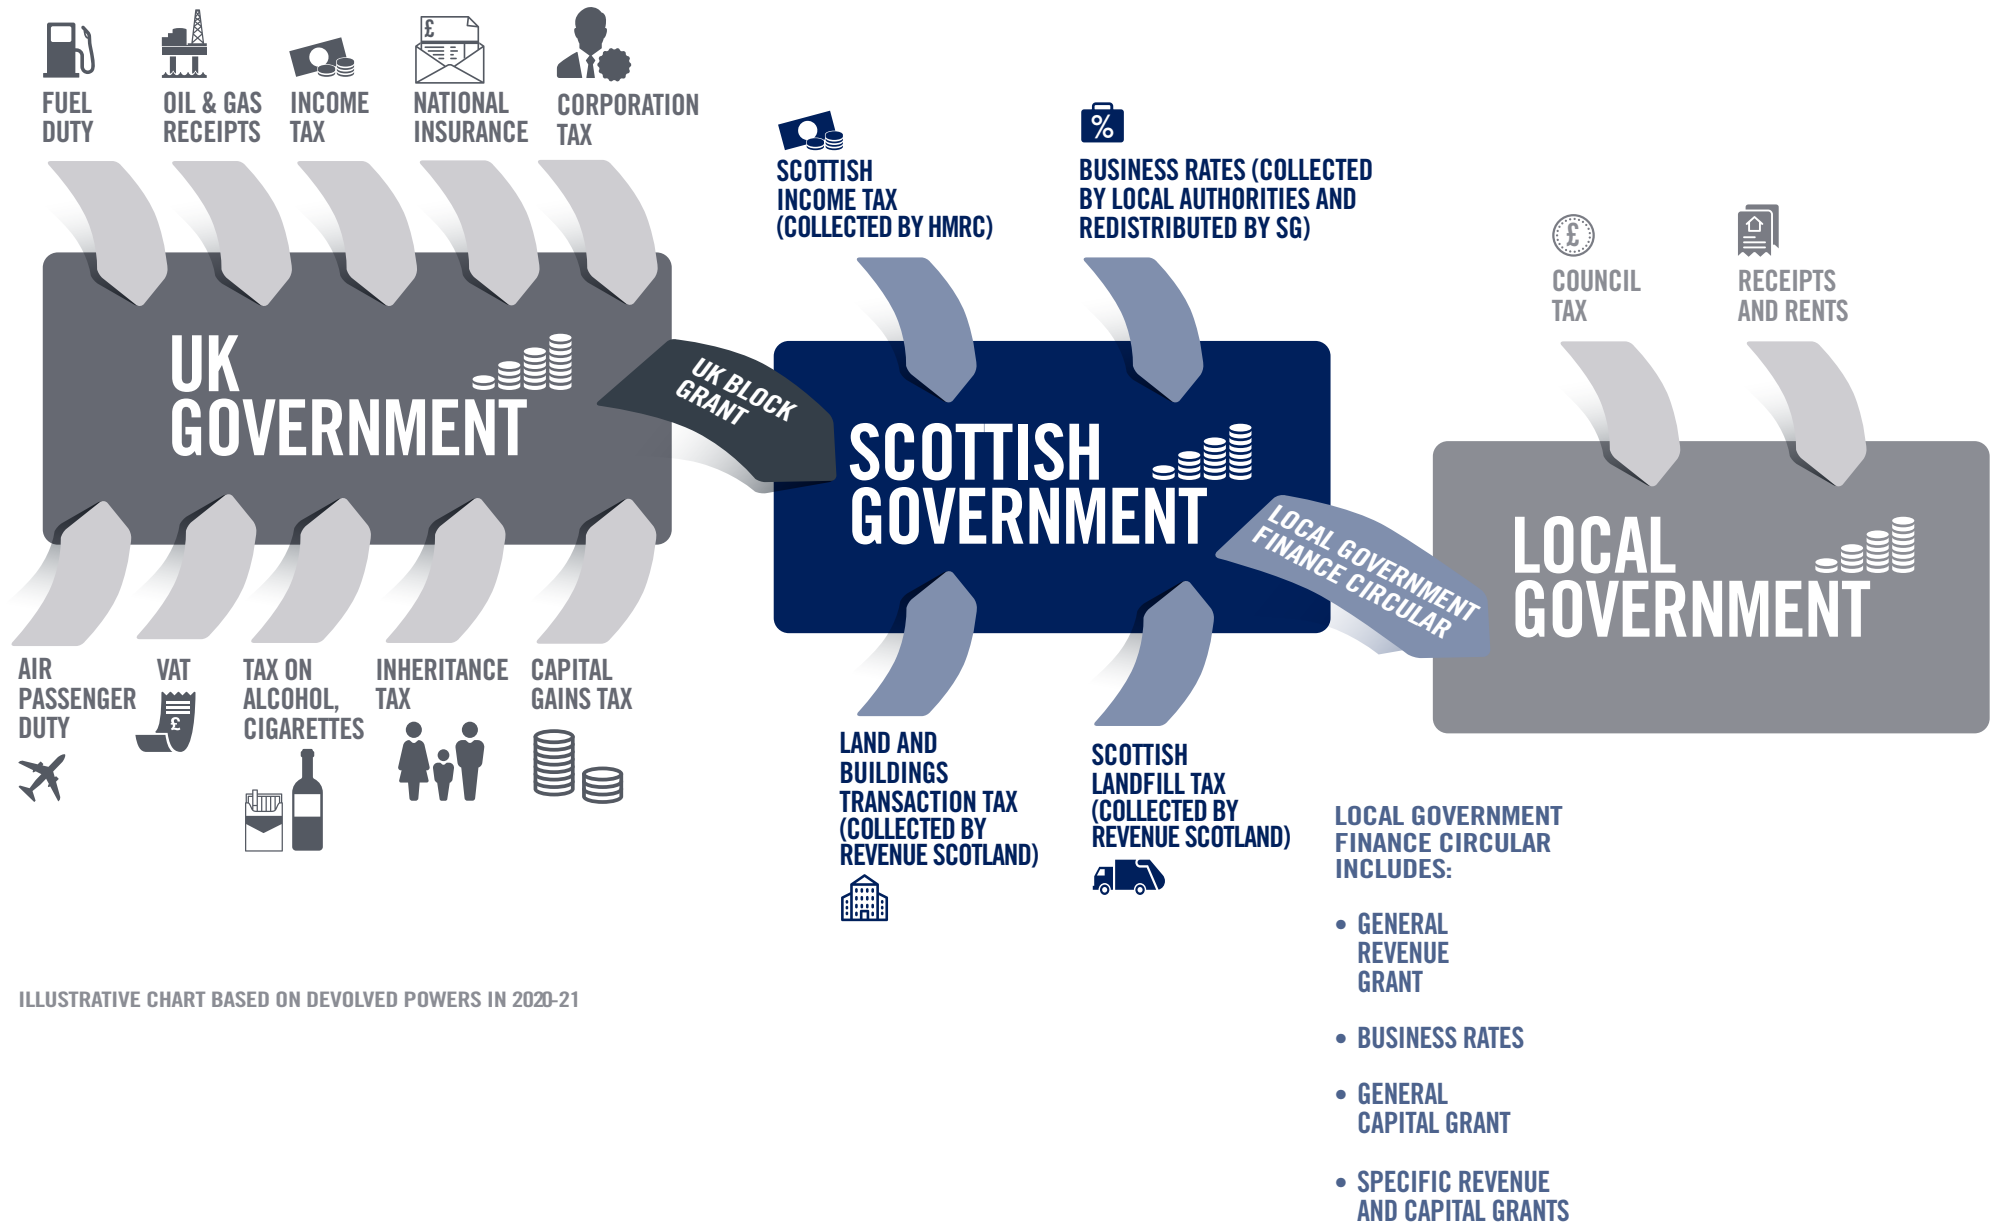 FUEL
DUTY
OIL & GAS
RECEIPTS
INCOME
TAX
£
NATIONAL
INSURANCE
CORPORATION
TAX
UK
GOVERNMENT
AIR
PASSENGER
DUTY
VAT
£
TAX ON
ALCOHOL,
CIGARETTES
INHERITANCE
TAX
CAPITAL
GAINS TAX
UK BLOCK
GRANT
SCOTTISH
INCOME TAX
(COLLECTED BY HMRC)
%
BUSINESS RATES (COLLECTED
BY LOCAL AUTHORITIES AND
REDISTRIBUTED BY SG)
SCOTTISH
GOVERNMENT
LAND AND
BUILDINGS
TRANSACTION TAX
(COLLECTED BY
REVENUE SCOTLAND)
SCOTTISH
LANDFILL TAX
(COLLECTED BY
REVENUE SCOTLAND)
LOCAL GOVERNMENT
FINANCE CIRCULAR
£
COUNCIL
TAX
RECEIPTS
AND RENTS
LOCAL
GOVERNMENT
LOCAL GOVERNMENT
FINANCE CIRCULAR
INCLUDES:
• GENERAL
REVENUE
GRANT
• BUSINESS RATES
• GENERAL
CAPITAL GRANT
• SPECIFIC REVENUE
AND CAPITAL GRANTS
ILLUSTRATIVE CHART BASED ON DEVOLVED POWERS IN 2020-21